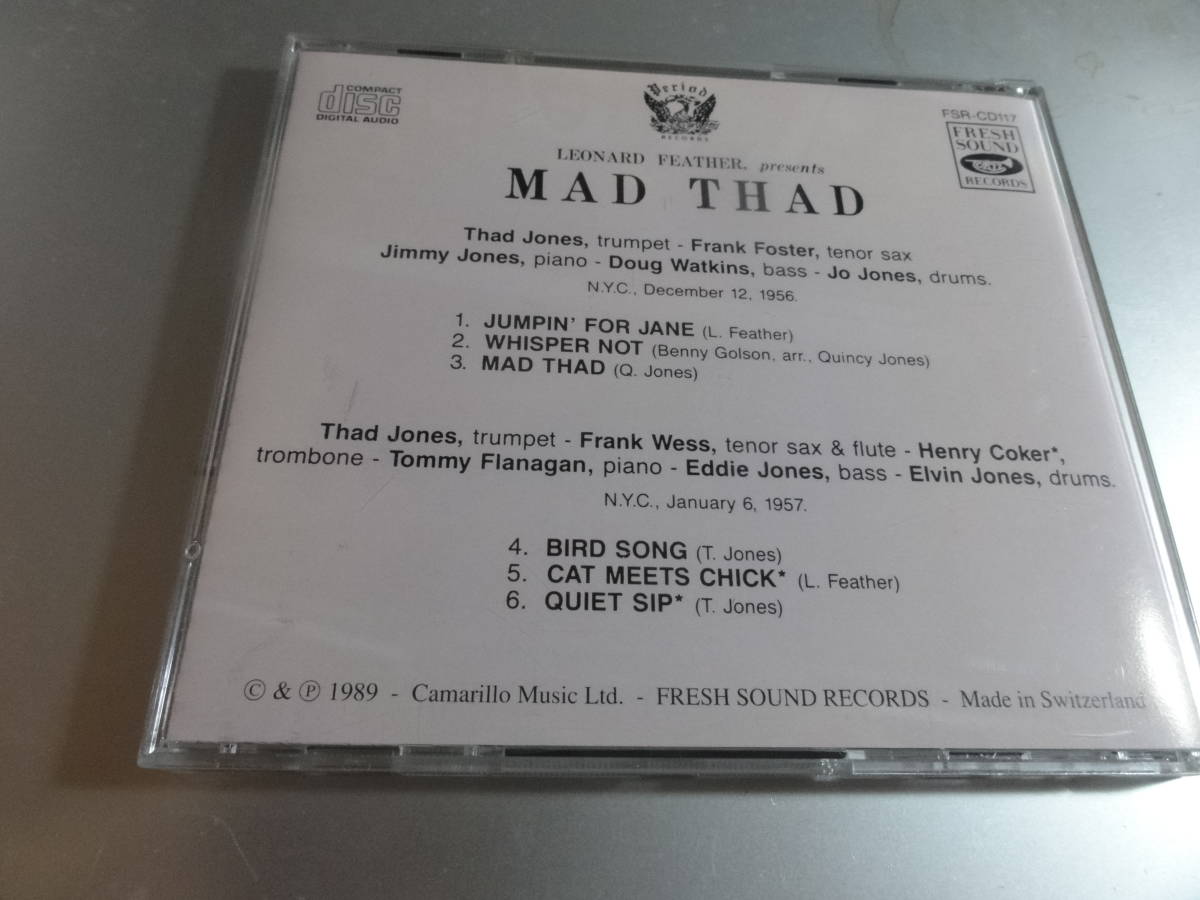 COMPACT
disc
DIGITAL AUDIO
Period
RECORDS
FSR-CD117
FRESH
SOUND
RECORDS
LEONARD FEATHER, presents
MAD THAD
Thad Jones, trumpet - Frank Foster, tenor sax
Jimmy Jones, piano - Doug Watkins, bass - Jo Jones, drums.
N.Y.C., December 12, 1956.
1. JUMPIN' FOR JANE (L. Feather)
2. WHISPER NOT (Benny Golson, arr., Quincy Jones)
3. MAD THAD (Q. Jones)
Thad Jones, trumpet - Frank Wess, tenor sax & flute - Henry Coker*,
trombone - Tommy Flanagan, piano - Eddie Jones, bass - Elvin Jones, drums.
N.Y.C., January 6, 1957.
4. BIRD SONG (T. Jones)
5. CAT MEETS CHICK* (L. Feather)
6. QUIET SIP* (T. Jones)
© & ℗ 1989 - Camarillo Music Ltd. - FRESH SOUND RECORDS - Made in Switzerland